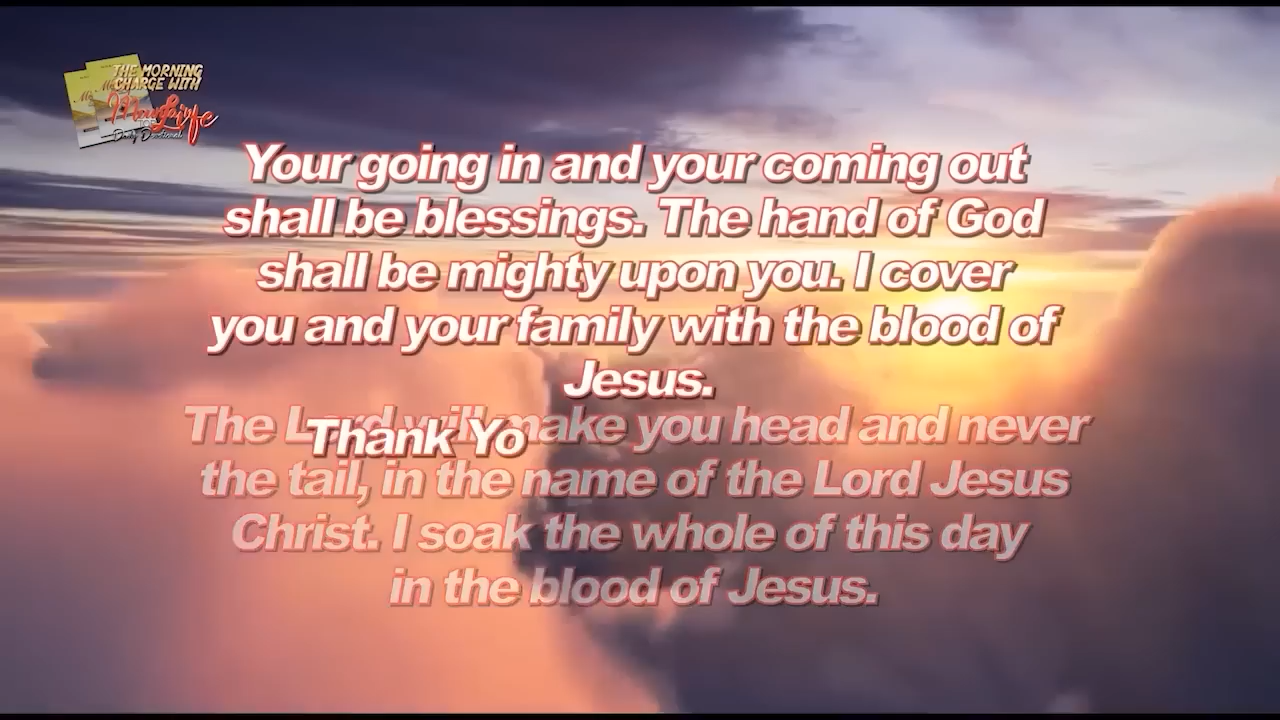 THE MORNING
CHARGE WITH
Daily Devotional
Your going in and your coming out
shall be blessings. The hand of God
shall be mighty upon you. I cover
you and your family with the blood of
Jesus.
The Lord will make you head and never
Thank Yo
the tail, in the name of the Lord Jesus
Christ. I soak the whole of this day
in the blood of Jesus.